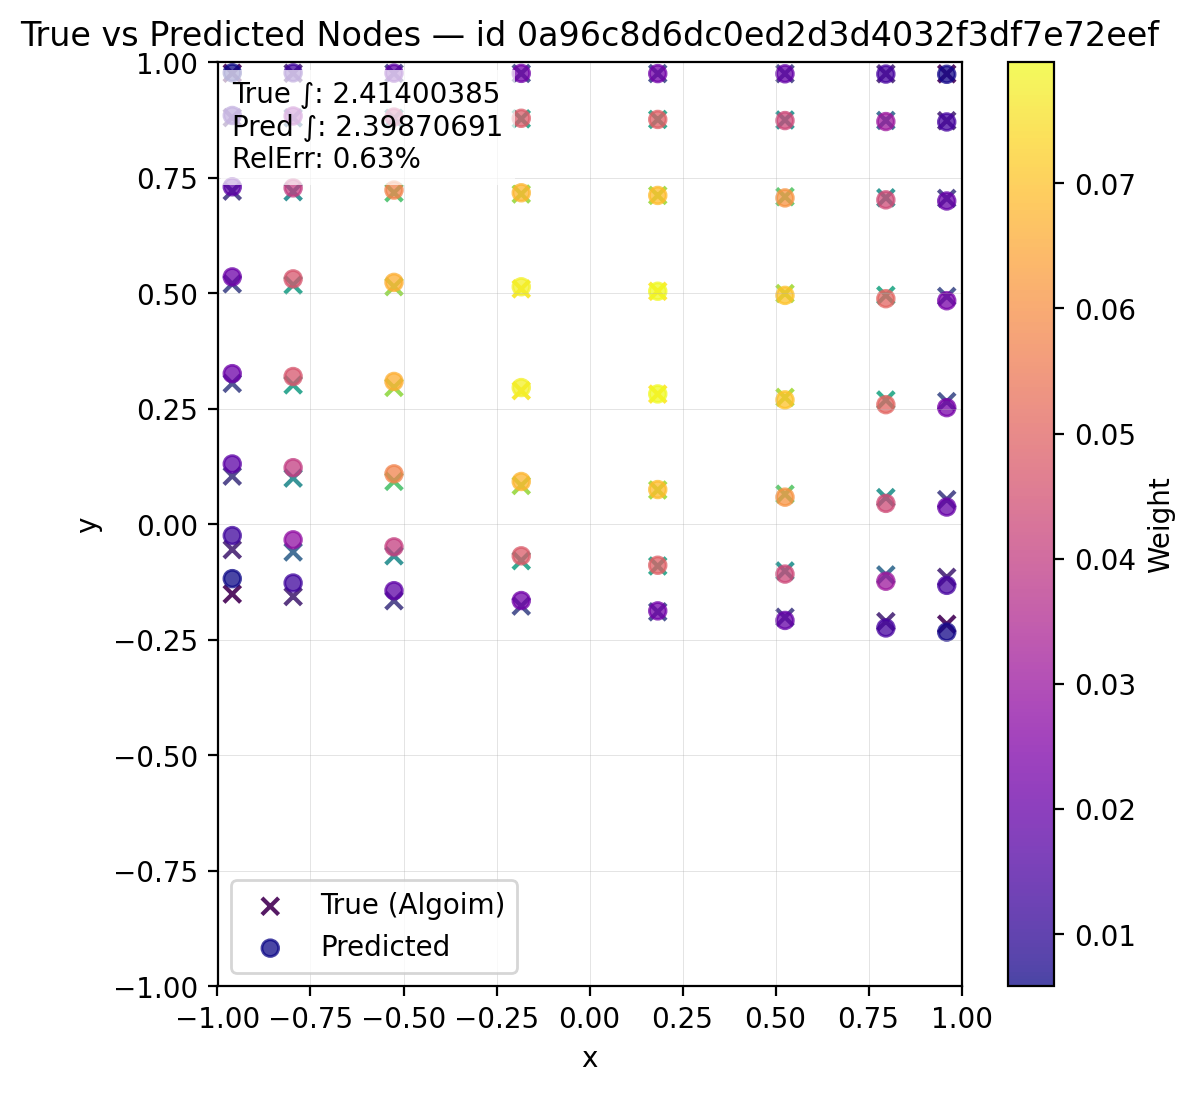 True vs Predicted Nodes — id 0a96c8d6dc0ed2d3d4032f3df7e72eef
True ∫: 2.41400385
Pred ∫: 2.39870691
RelErr: 0.63%
1.00
0.75
0.50
0.25
0.00
−0.25
−0.50
−0.75
−1.00
y
True (Algoim)
Predicted
−1.00 −0.75 −0.50 −0.25 0.00 0.25 0.50 0.75 1.00
x
0.07
0.06
0.05
0.04
0.03
0.02
0.01
Weight